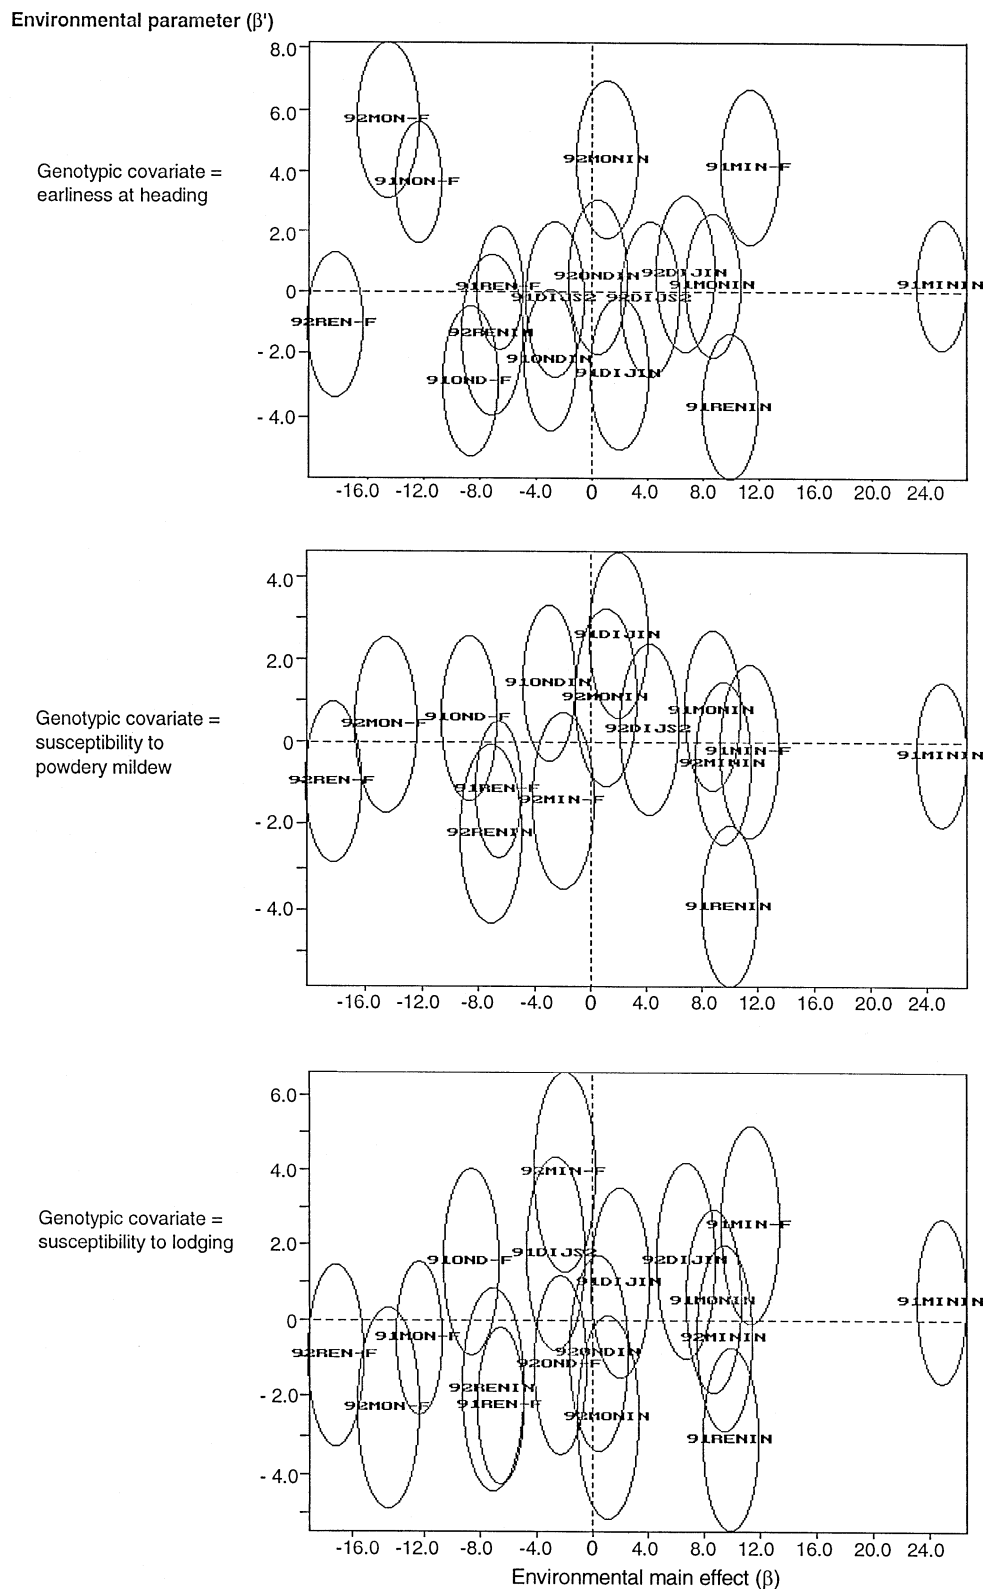 Environmental parameter (β')
8.0
6.0
92MON-F
92MONIN
Genotypic covariate =
earliness at heading
4.0
91MON-F
91MIN-F
2.0
91REN-F
92ONDIN
92DIJIN
91MONIN
91MININ
0
91DIJS2
92DIJS2
92REN-F
92RENIN
- 2.0
91ONDIN
91OND-F
91DIJIN
91RENIN
- 4.0
-16.0 -12.0 -8.0 -4.0 0 4.0 8.0 12.0 16.0 20.0 24.0
4.0
91DIJIN
2.0
91ONDIN
92MONIN
Genotypic covariate =
susceptibility to
powdery mildew
92MON-F
91OND-F
91MONIN
92DIJS2
0
91MIN-F
91MININ
92MININ
92REN-F
91REN-F
92MIN-F
- 2.0
92RENIN
- 4.0
91RENIN
-16.0 -12.0 -8.0 -4.0 0 4.0 8.0 12.0 16.0 20.0 24.0
6.0
4.0
92MIN-F
Genotypic covariate =
susceptibility to lodging
91MIN-F
2.0
91OND-F
91DIJS2
92DIJIN
91DIJIN
91MONIN
91MININ
0
91MON-F
92MININ
92REN-F
92ONDIN
92OND-F
- 2.0
92RENIN
92MON-F
91REN-F
92MONIN
91RENIN
- 4.0
-16.0 -12.0 -8.0 -4.0 0 4.0 8.0 12.0 16.0 20.0 24.0
Environmental main effect (β)